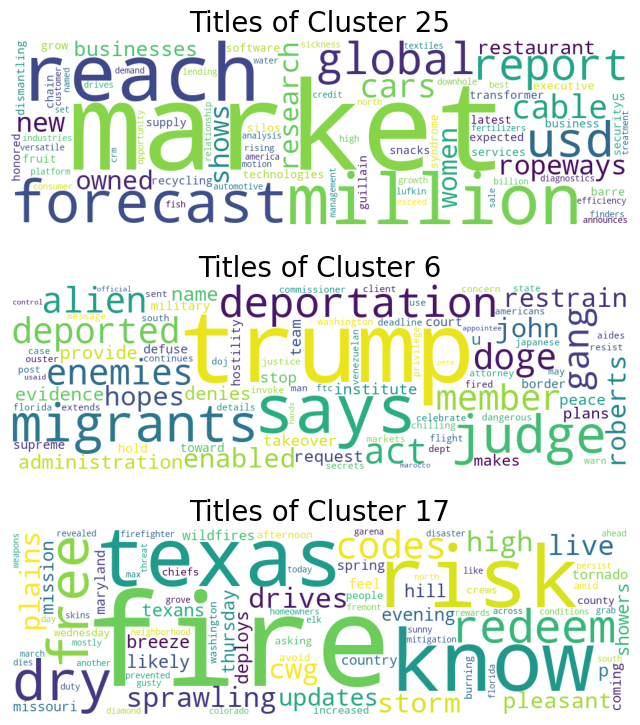 Titles of Cluster 25
dismantling grow businesses software sickness textiles global restaurant report
reach market research cars downhole best executive
chain customer named drives demand lending water credit north transformer cable us
new set shows silos analysis rising america motion high latest expected business security treatment
honored versatile industries fruit crm supply opportunity relationship technologies snacks syndrome women services fertilizers usd
platform owned recycling guillain ropeways
consumer fish automotive management growth lufkin billion diagnostics barre efficiency
forecast million exceed sale finders announces
Titles of Cluster 6
control official message sent name commissioner client concern state
alien south military deportation restrain
deported trump use americans
case ouster provide defuse continues hostility team washington deadline court privilege u john japanese gang aides resist
post usaid enemies doj justice venezuelan doge appointee
evidence hopes denies stop says invoke man ftc institute pete attorney fired member border may peace roberts
florida extends details migrants hands markets celebrate chilling dangerous plans
supreme hold toward takeover request act flight judge makes warn
administration enabled secrets marocco dept
Titles of Cluster 17
weapons revealed firefighter wildfires afternoon garena disaster ahead
plains mission free texas threat chiefs today spring codes high live persist
maryland max feel risk north like crews tornado amid grab
day skins grove texans drives people hill county showers
wednesday neighborhood washington thursday deploys homeowners fremont evening rewards across conditions redeem
march mostly breeze fire elk asking country sunny mitigation know
dies another likely cwg avoid burning florida p south coming
dry duty prevented gusty
missouri diamond sprawling colorado updates increased storm pleasant